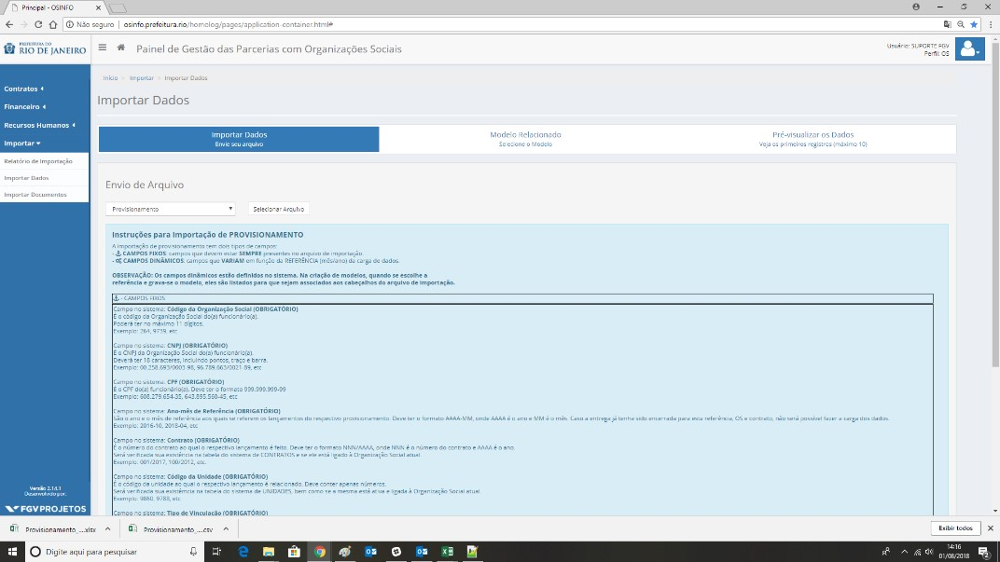 Principal - OSINFO
Não seguro | osinfo.prefeitura.rio/homolog/pages/application-container.html#
PREFEITURA DO
RIO DE JANEIRO
Painel de Gestão das Parcerias com Organizações Sociais
Usuário: SUPORTE FGV
Perfil: OS
Contratos
Financeiro
Recursos Humanos
Importar
Relatório de Importação
Importar Dados
Importar Documentos
Início > Importar > Importar Dados
Importar Dados
Importar Dados
Envie seu arquivo
Modelo Relacionado
Selecione o Modelo
Pré-visualizar os Dados
Veja os primeiros registros (máximo 10)
Envio de Arquivo
Provisionamento
Selecionar Arquivo
Instruções para Importação de PROVISIONAMENTO
A importação de provisionamento tem dois tipos de campos:
- CAMPOS FIXOS: campos que devem estar SEMPRE presentes no arquivo de importação.
- CAMPOS DINÂMICOS: campos que VARIAM em função da REFERÊNCIA (mês/ano) da carga de dados.
OBSERVAÇÃO: Os campos dinâmicos estão definidos no sistema. Na criação de modelos, quando se escolhe a
referência e grava-se o modelo, eles são listados para que sejam associados aos cabeçalhos do arquivo de importação.
- CAMPOS FIXOS
Campo no sistema: Código da Organização Social (OBRIGATÓRIO)
É o código da Organização Social do(a) funcionário(a).
Poderá ter no máximo 11 dígitos.
Exemplo: 264, 9739, etc
Campo no sistema: CNPJ (OBRIGATÓRIO)
É o CNPJ da Organização Social do(a) funcionário(a).
Deverá ter 18 caracteres, incluindo pontos, traço e barra.
Exemplo: 00.258.693/0003-98, 96.789.663/0021-89, etc
Campo no sistema: CPF (OBRIGATÓRIO)
É o CPF do(a) funcionário(a). Deve ter o formato 999.999.999-99
Exemplo: 608.279.654-35, 643.895.560-45, etc
Campo no sistema: Ano-mês de Referência (OBRIGATÓRIO)
São o ano e o mês de referência aos quais se referem os lançamentos do respectivo provisionamento. Deve ter o formato AAAA-MM, onde AAAA é o ano e MM é o mês. Caso a entrega já tenha sido encerrada para esta referência, OS e contrato, não será possível fazer a carga dos dados.
Exemplo: 2016-10, 2018-04, etc
Campo no sistema: Contrato (OBRIGATÓRIO)
É o número do contrato ao qual o respectivo lançamento é feito. Deve ter o formato NNN/AAAA, onde NNN é o número do contrato e AAAA é o ano.
Será verificada sua existência na tabela do sistema de CONTRATOS e se ele está ligado à Organização Social atual.
Exemplo: 001/2017, 100/2012, etc.
Campo no sistema: Código da Unidade (OBRIGATÓRIO)
É o código da unidade ao qual o respectivo lançamento é relacionado. Deve conter apenas números.
Será verificada sua existência na tabela do sistema de UNIDADES, bem como se a mesma está ativa e ligada à Organização Social atual.
Exemplo: 9860, 9788, etc
Campo no sistema: Tipo de Vinculação (OBRIGATÓRIO)
Versão 3.14.1
Desenvolvido por:
FGV PROJETOS
Provisionamento_....xlsx
Provisionamento_....csv
Exibir todos
Digite aqui para pesquisar
14:16
01/08/2018
2